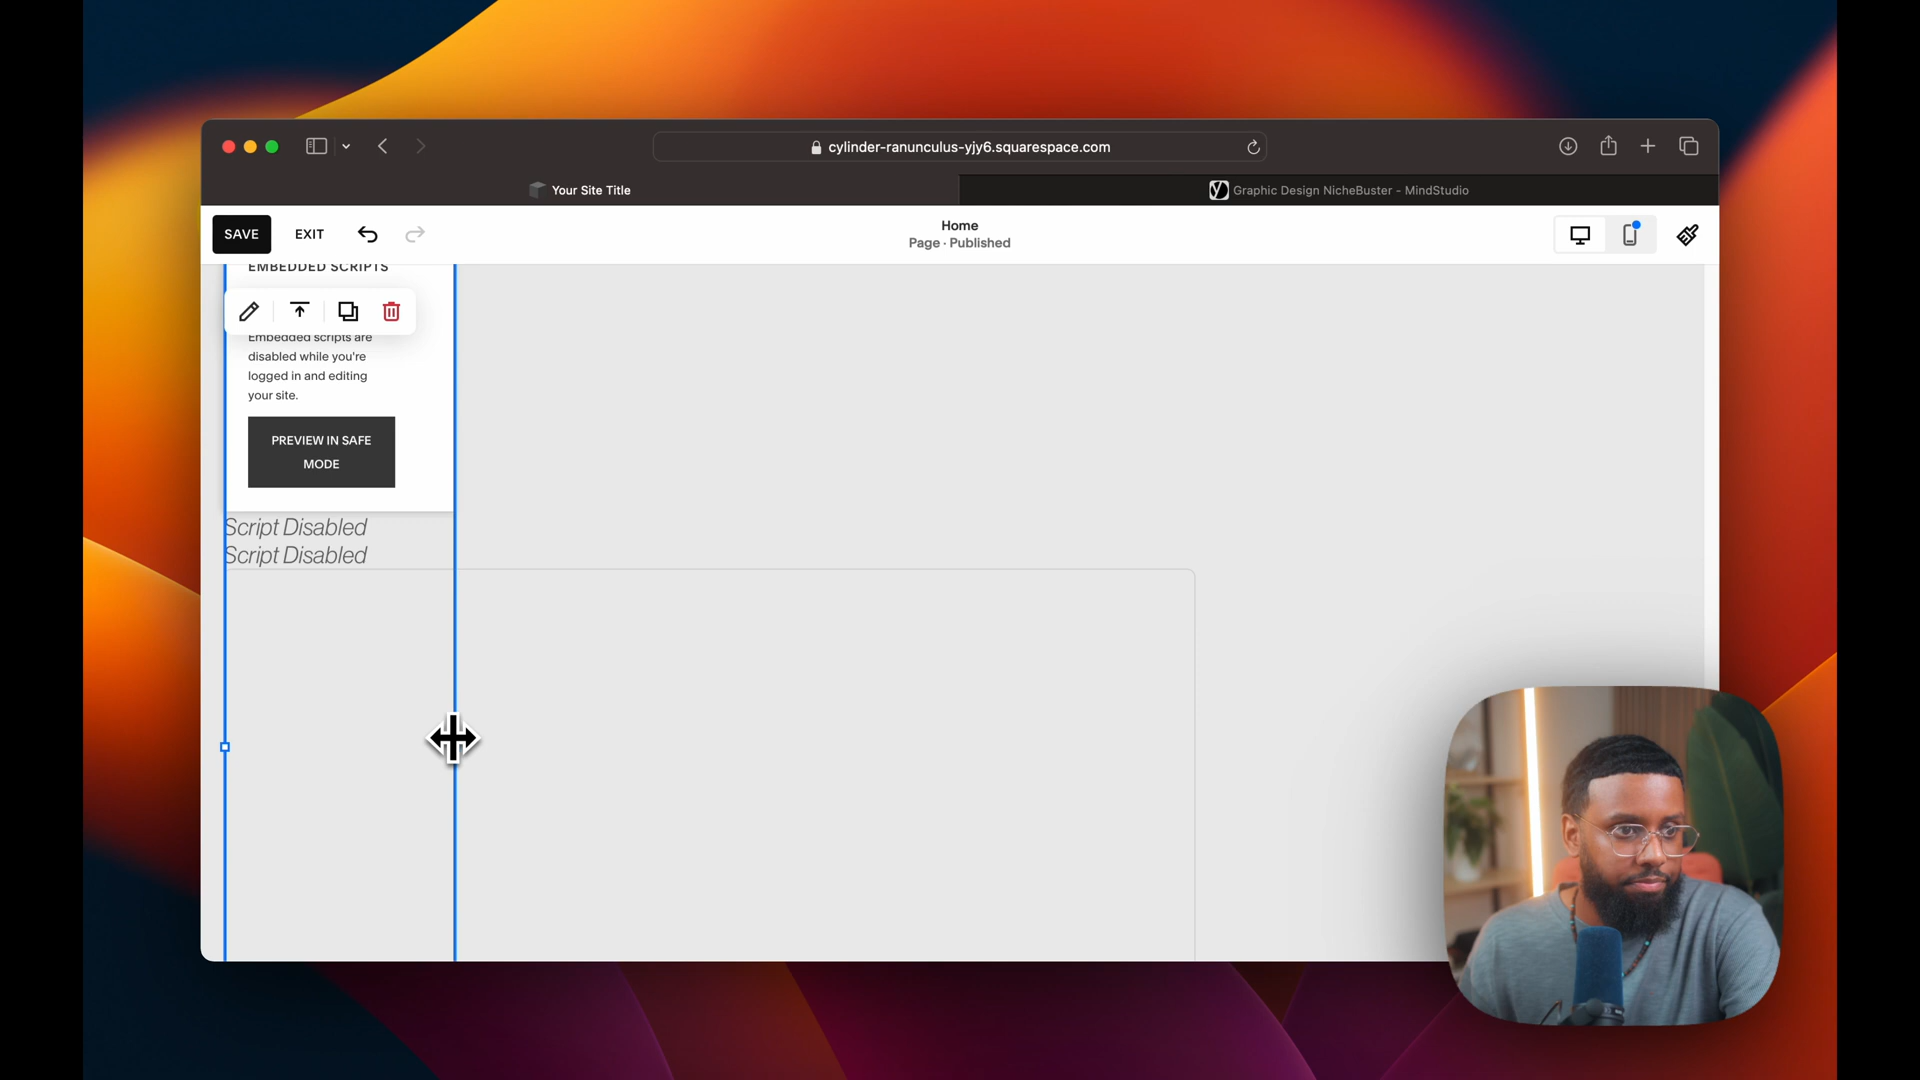 cylinder-ranunculus-yjy6.squarespace.com
Your Site Title
Graphic Design NicheBuster - MindStudio
SAVE
EXIT
Home
Page · Published
EMBEDDED SCRIPTS
Embedded scripts are
disabled while you're
logged in and editing
your site.
PREVIEW IN SAFE
MODE
Script Disabled
Script Disabled